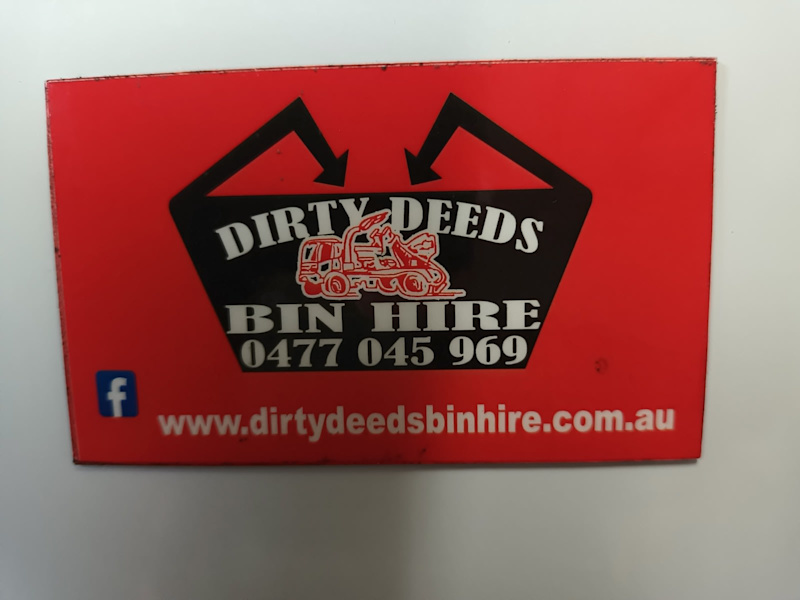 DIRTY DEEDS
BIN HIRE
0477 045 969
f
www.dirtydeedsbinhire.com.au